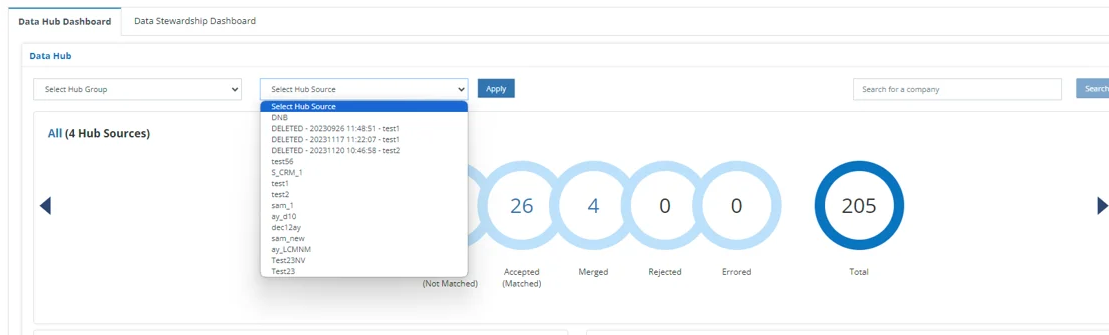 Data Hub Dashboard
Data Stewardship Dashboard
Data Hub
Select Hub Group
Select Hub Source
Apply
Search for a company
Search
Select Hub Source
DNB
DELETED - 20230926 11:48:51 - test1
DELETED - 20231117 11:22:07 - test1
DELETED - 20231120 10:46:58 - test2
test56
S_CRM_1
test1
test2
sam_1
ay_d10
dec12ay
sam_new
ay_LCMNM
Test23NV
Test23
All (4 Hub Sources)
26
4
0
0
205
(Not Matched)
Accepted
(Matched)
Merged
Rejected
Errored
Total